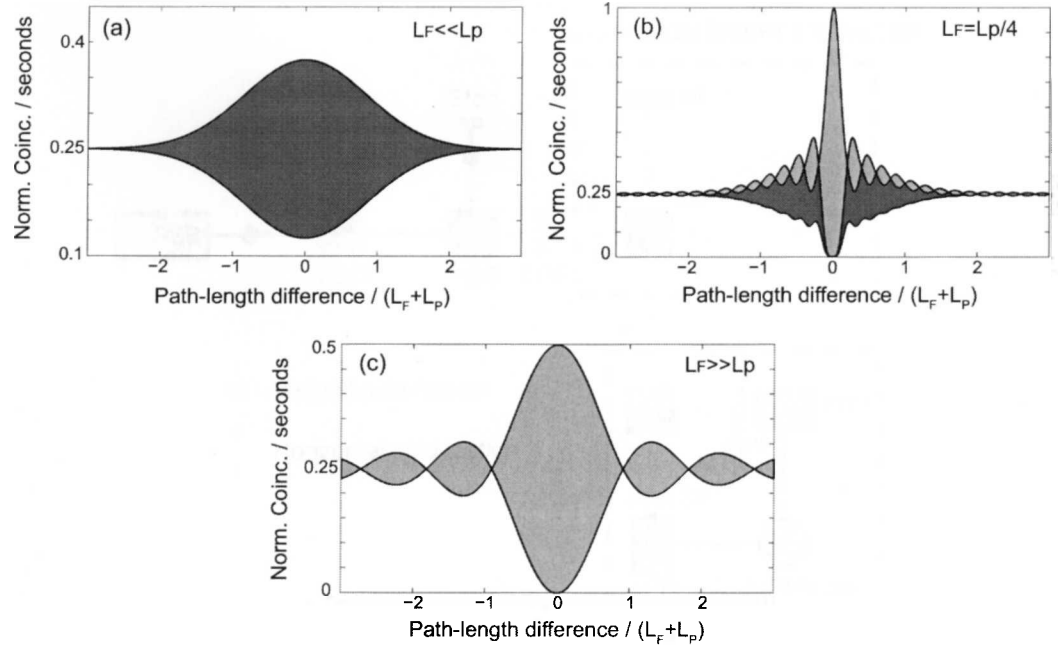 (a)
LF<<Lp
0.4
0.25
0.1
Norm. Coinc. / seconds
−2 −1 0 1 2
Path-length difference / (LF+LP)
(b)
LF=Lp/4
1
0.25
0
Norm. Coinc. / seconds
−2 −1 0 1 2
Path-length difference / (LF+LP)
(c)
LF>>Lp
0.5
0.25
0
Norm. Coinc. / seconds
−2 −1 0 1 2
Path-length difference / (LF+LP)